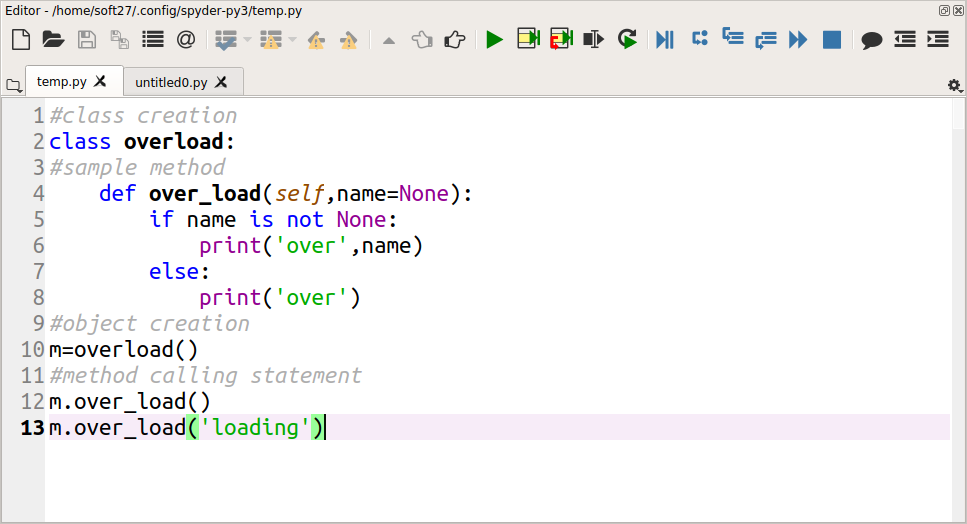 Editor - /home/soft27/.config/spyder-py3/temp.py
temp.py
untitled0.py
1 #class creation
2 class overload:
3 #sample method
4     def over_load(self,name=None):
5         if name is not None:
6             print('over',name)
7         else:
8             print('over')
9 #object creation
10 m=overload()
11 #method calling statement
12 m.over_load()
13 m.over_load('loading')